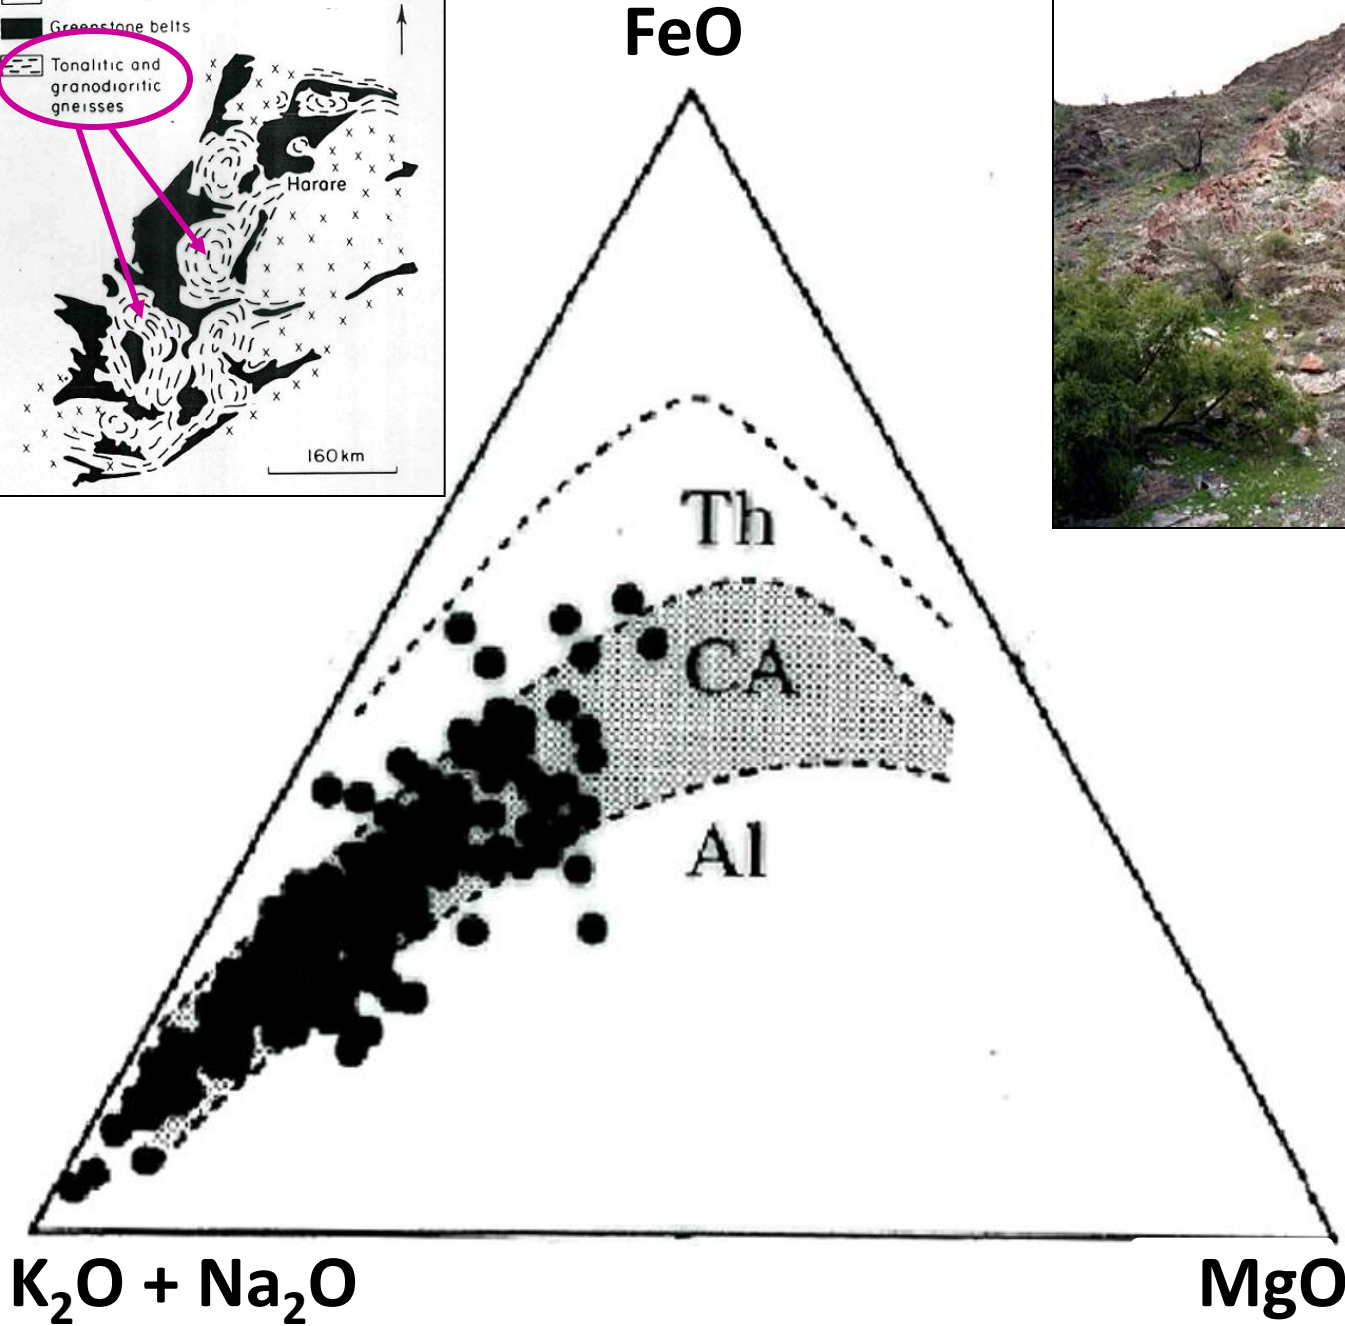 Greenstone belts
Tonalitic and
granodioritic
gneisses
Harare
160 km
FeO
Th
CA
Al
K₂O + Na₂O
MgO